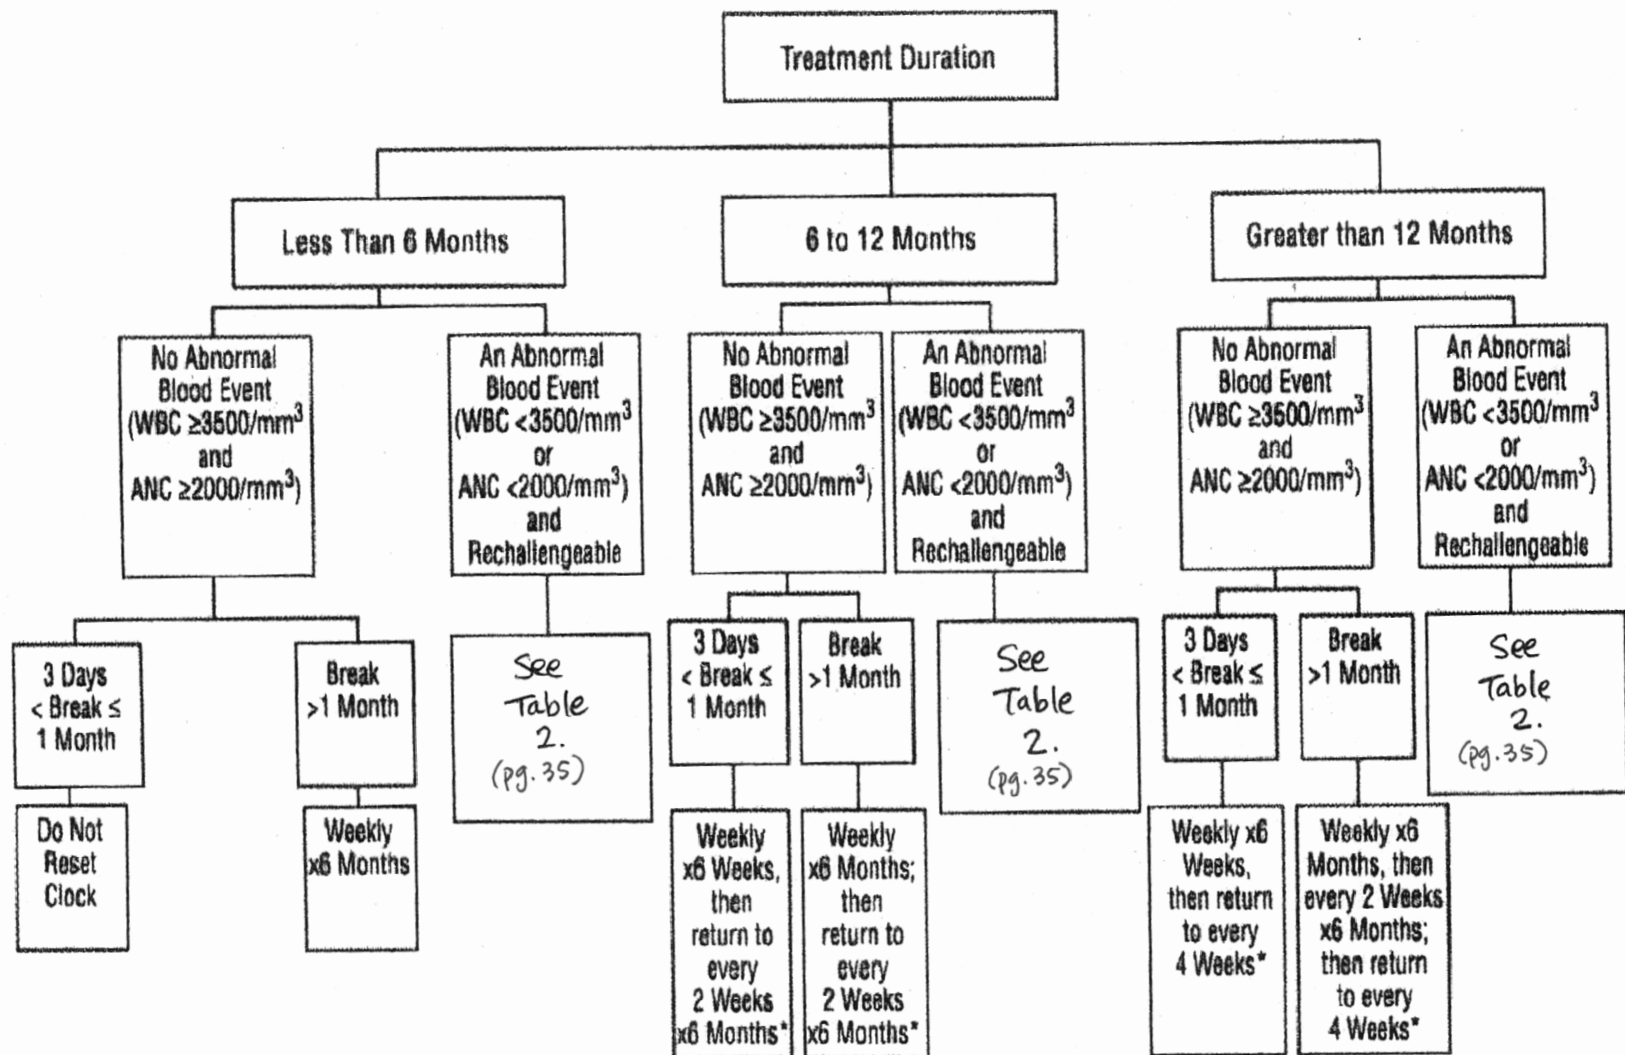 Treatment Duration
Less Than 6 Months
No Abnormal
Blood Event
(WBC ≥3500/mm³
and
ANC ≥2000/mm³)
3 Days
< Break ≤
1 Month
Do Not
Reset
Clock
Break
>1 Month
Weekly
x6 Months
An Abnormal
Blood Event
(WBC <3500/mm³
or
ANC <2000/mm³)
and
Rechallengeable
See
Table
2.
(pg. 35)
6 to 12 Months
No Abnormal
Blood Event
(WBC ≥3500/mm³
and
ANC ≥2000/mm³)
3 Days
< Break ≤
1 Month
Weekly
x6 Weeks,
then
return to
every
2 Weeks
x6 Months*
Break
>1 Month
Weekly
x6 Months;
then
return to
every
2 Weeks
x6 Months*
An Abnormal
Blood Event
(WBC <3500/mm³
or
ANC <2000/mm³)
and
Rechallengeable
See
Table
2.
(pg. 35)
Greater than 12 Months
No Abnormal
Blood Event
(WBC ≥3500/mm³
and
ANC ≥2000/mm³)
3 Days
< Break ≤
1 Month
Weekly x6
Weeks,
then return
to every
4 Weeks*
Break
>1 Month
Weekly x6
Months, then
every 2 Weeks
x6 Months;
then return
to every
4 Weeks*
An Abnormal
Blood Event
(WBC <3500/mm³
or
ANC <2000/mm³)
and
Rechallengeable
See
Table
2.
(pg. 35)